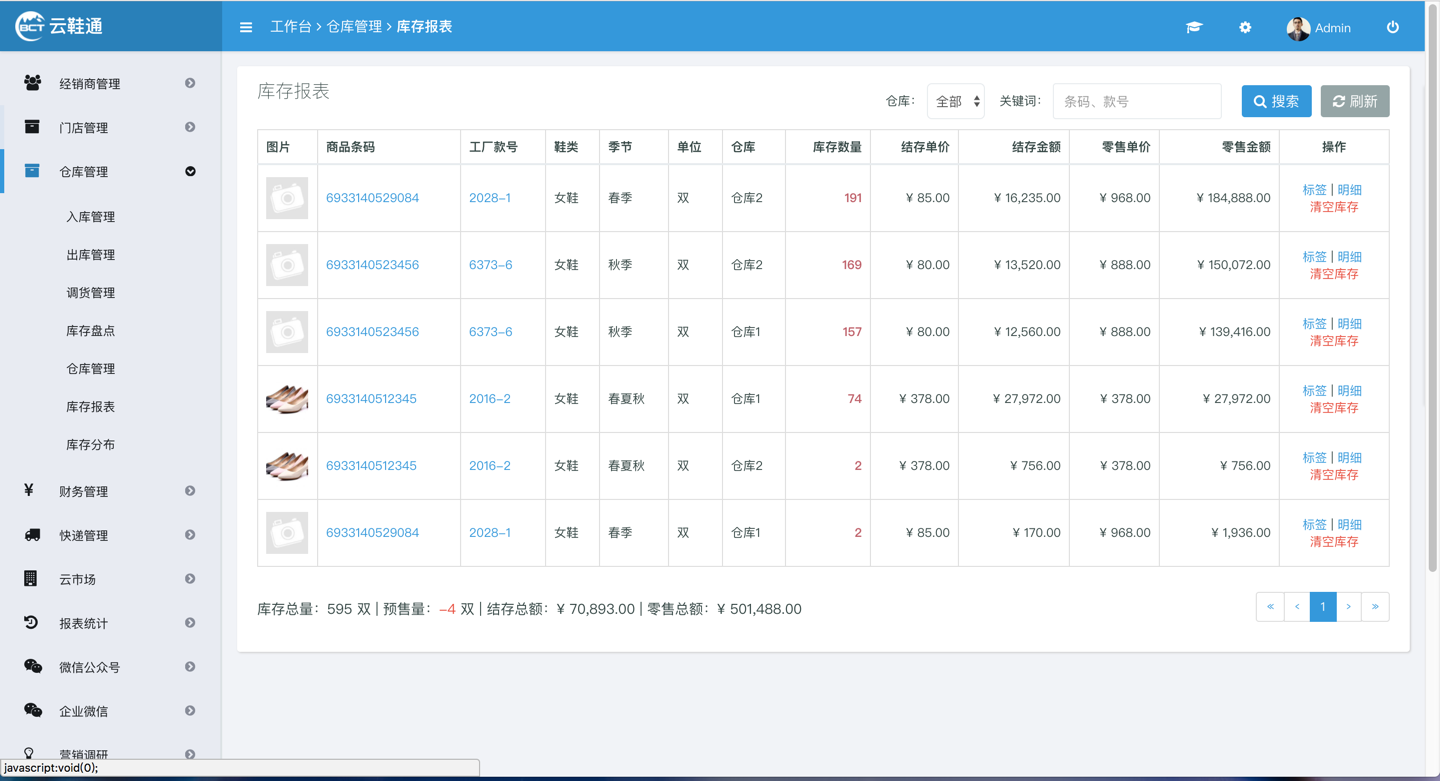 BCT 云鞋通
工作台 > 仓库管理 > 库存报表
Admin
经销商管理
门店管理
仓库管理
入库管理
出库管理
调货管理
库存盘点
仓库管理
库存报表
库存分布
¥ 财务管理
快递管理
云市场
报表统计
微信公众号
企业微信
营销调研
javascript:void(0);
库存报表
仓库： 全部 关键词： 条码、款号 搜索 刷新
图片 商品条码 工厂款号 鞋类 季节 单位 仓库 库存数量 结存单价 结存金额 零售单价 零售金额 操作
6933140529084 2028-1 女鞋 春季 双 仓库2 191 ¥ 85.00 ¥ 16,235.00 ¥ 968.00 ¥ 184,888.00 标签 | 明细
清空库存
6933140523456 6373-6 女鞋 秋季 双 仓库2 169 ¥ 80.00 ¥ 13,520.00 ¥ 888.00 ¥ 150,072.00 标签 | 明细
清空库存
6933140523456 6373-6 女鞋 秋季 双 仓库1 157 ¥ 80.00 ¥ 12,560.00 ¥ 888.00 ¥ 139,416.00 标签 | 明细
清空库存
6933140512345 2016-2 女鞋 春夏秋 双 仓库1 74 ¥ 378.00 ¥ 27,972.00 ¥ 378.00 ¥ 27,972.00 标签 | 明细
清空库存
6933140512345 2016-2 女鞋 春夏秋 双 仓库2 2 ¥ 378.00 ¥ 756.00 ¥ 378.00 ¥ 756.00 标签 | 明细
清空库存
6933140529084 2028-1 女鞋 春季 双 仓库1 2 ¥ 85.00 ¥ 170.00 ¥ 968.00 ¥ 1,936.00 标签 | 明细
清空库存
库存总量： 595 双 | 预售量： -4 双 | 结存总额：¥ 70,893.00 | 零售总额：¥ 501,488.00
« ‹ 1 › »